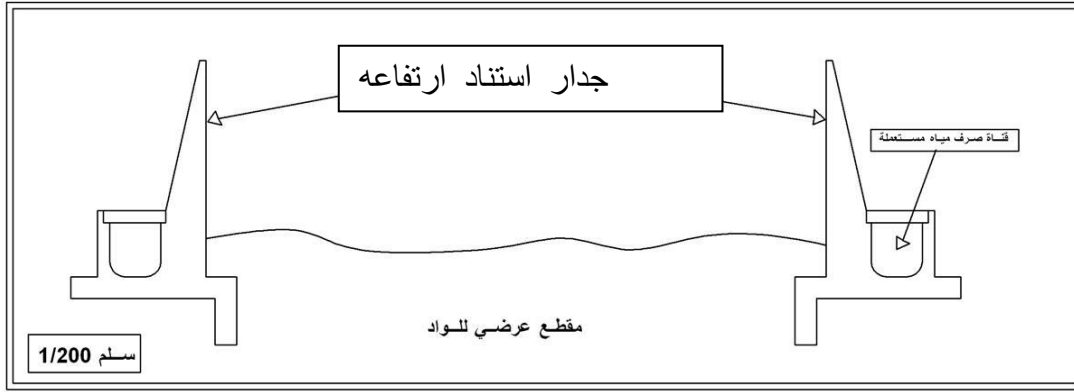 جدار استناد ارتفاعه
قناة صرف مياه مستعملة
مقطع عرضي للواد
سلم 1/200